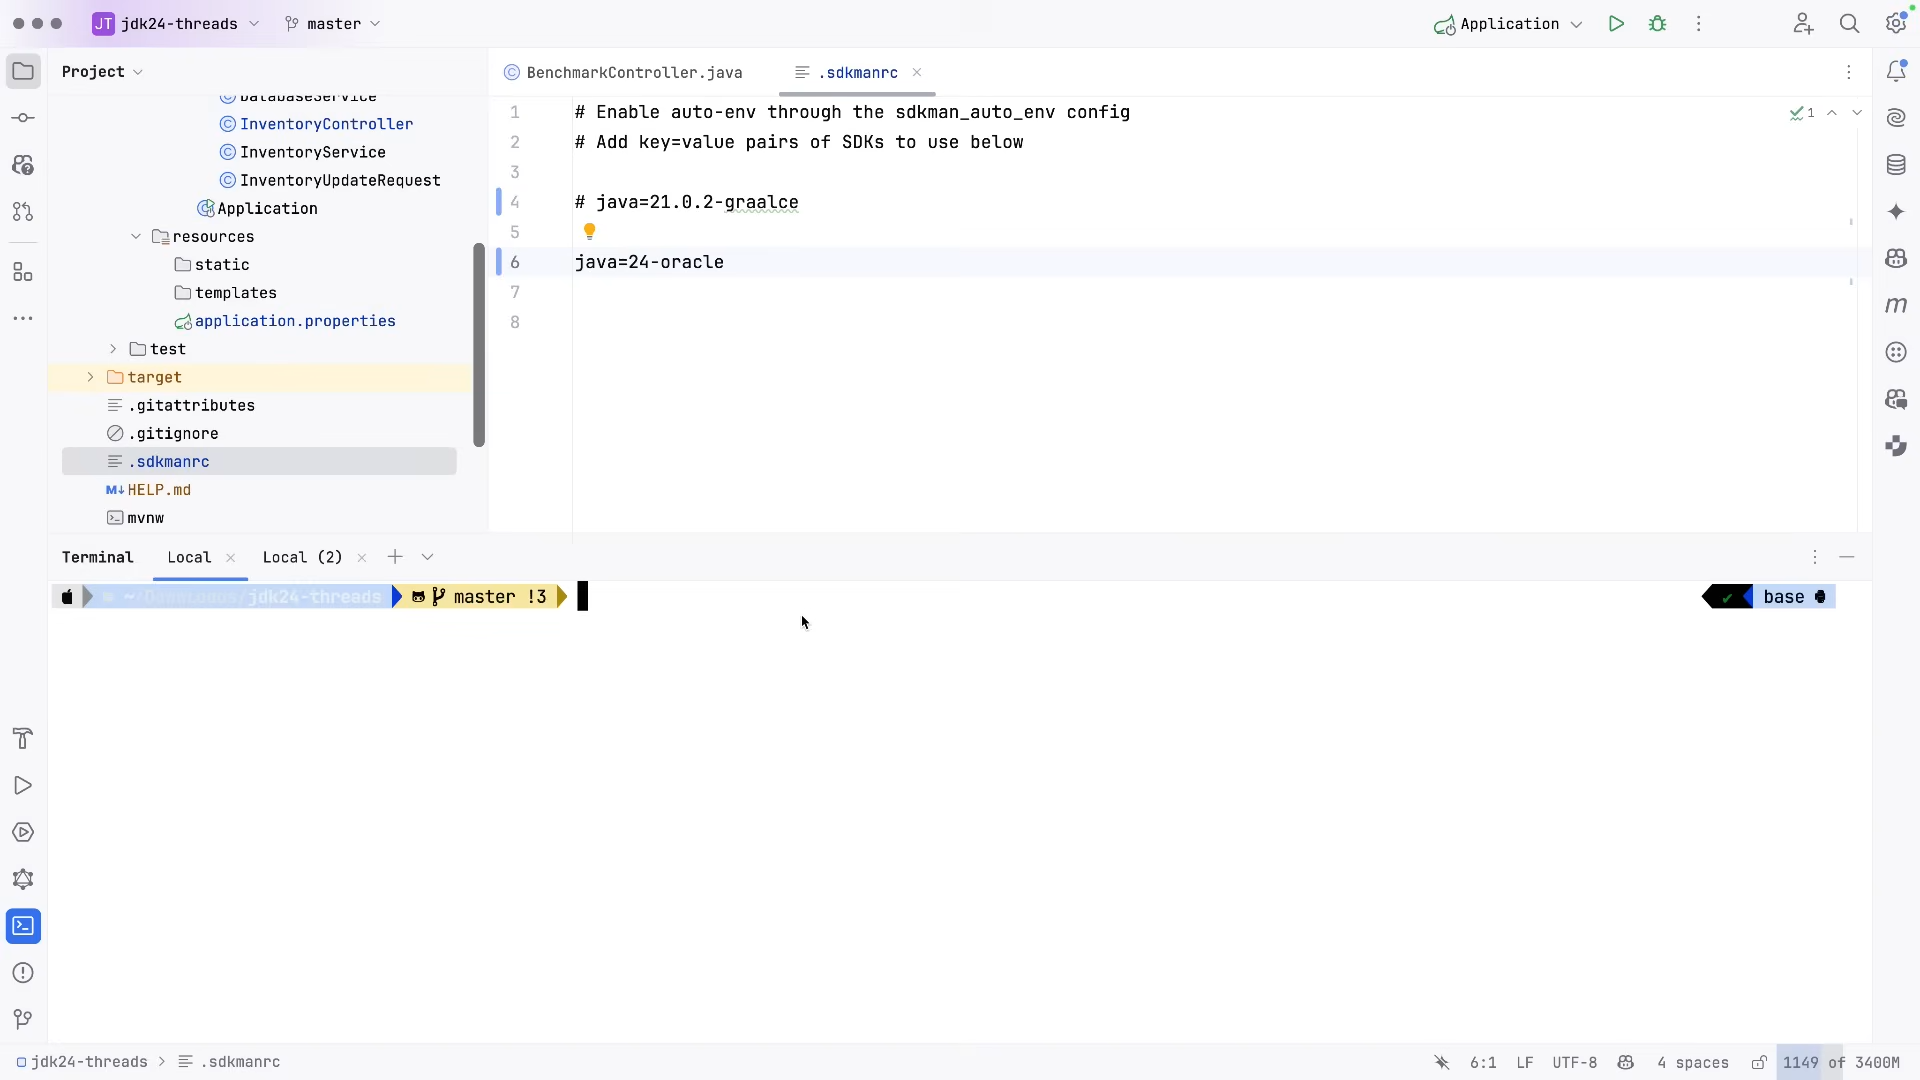 JT jdk24-threads master Application
Project
BenchmarkController.java
.sdkmanrc
DatabaseService
InventoryController
InventoryService
InventoryUpdateRequest
Application
resources
static
templates
application.properties
test
target
.gitattributes
.gitignore
.sdkmanrc
M↓ HELP.md
mvnw
1 # Enable auto-env through the sdkman_auto_env config
2 # Add key=value pairs of SDKs to use below
3
4 # java=21.0.2-graalce
5
6 java=24-oracle
7
8
1
m
Terminal Local Local (2)
jdk24-threads master !3 base
jdk24-threads > .sdkmanrc 6:1 LF UTF-8 4 spaces 1149 of 3400M